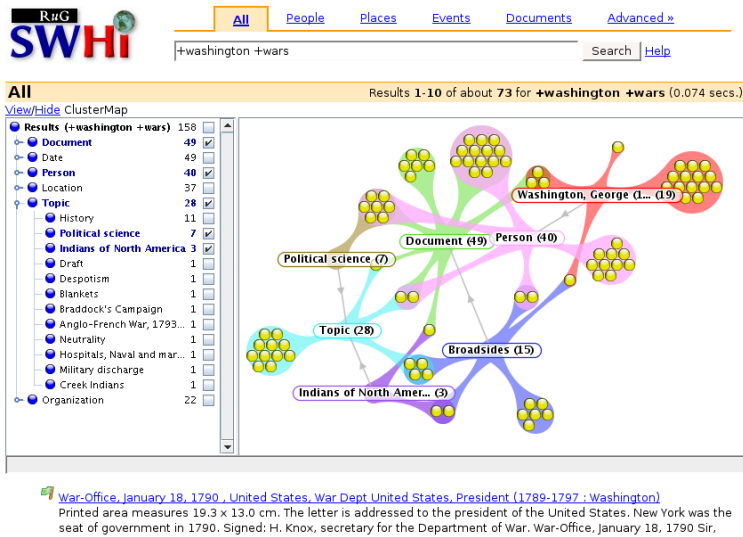 RuG
SWHi
All People Places Events Documents Advanced »
+washington +wars Search Help
All Results 1-10 of about 73 for +washington +wars (0.074 secs.)
View/Hide ClusterMap
Results (+washington +wars) 158
Document 49
Date 49
Person 40
Location 37
Topic 28
History 11
Political science 7
Indians of North America 3
Draft 1
Despotism 1
Blankets 1
Braddock's Campaign 1
Anglo-French War, 1793... 1
Neutrality 1
Hospitals, Naval and mar... 1
Military discharge 1
Creek Indians 1
Organization 22
Washington, George (1... (19)
Document (49)
Person (40)
Political science (7)
Topic (28)
Broadsides (15)
Indians of North Amer... (3)
War-Office, January 18, 1790 , United States, War Dept United States, President (1789-1797 : Washington)
Printed area measures 19.3 x 13.0 cm. The letter is addressed to the president of the United States. New York was the
seat of government in 1790. Signed: H. Knox, secretary for the Department of War. War-Office, January 18, 1790 Sir,